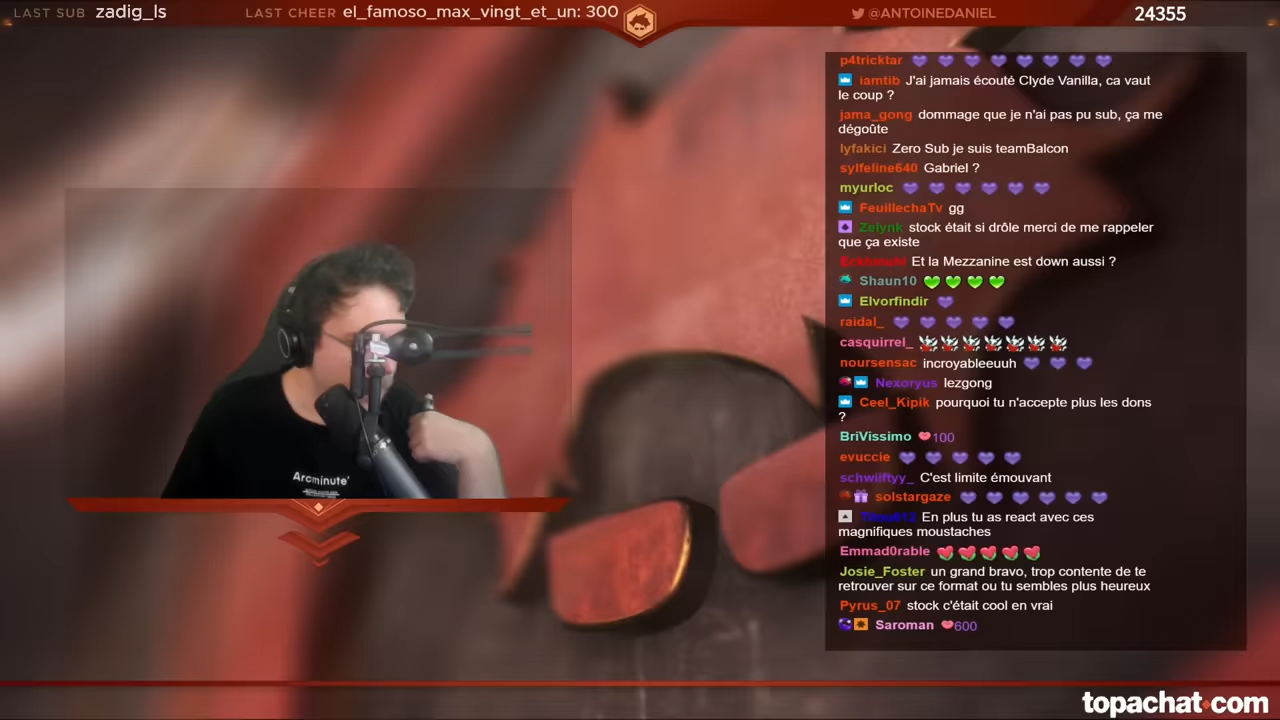 LAST SUB zadig_ls
LAST CHEER el_famoso_max_vingt_et_un: 300
@ANTOINEDANIEL
24355
p4tricktar
iamtib J'ai jamais écouté Clyde Vanilla, ca vaut
le coup ?
jama_gong dommage que je n'ai pas pu sub, ça me
dégoûte
lyfakici Zero Sub je suis teamBalcon
sylfeline640 Gabriel ?
myurloc
FeuillechaTv gg
Zelynk stock était si drôle merci de me rappeler
que ça existe
Et la Mezzanine est down aussi ?
Shaun10
Elvorfindir
raidal_
casquirrel_
noursensac incroyableeuuh
Nexoryus lezgong
Ceel_Kipik pourquoi tu n'accepte plus les dons
?
BriVissimo 100
evuccie
schwiiftyy_ C'est limite émouvant
solstargaze
En plus tu as react avec ces
magnifiques moustaches
Emmad0rable
Josie_Foster un grand bravo, trop contente de te
retrouver sur ce format ou tu sembles plus heureux
Pyrus_07 stock c'était cool en vrai
Saroman 600
Arcminute'
topachat.com